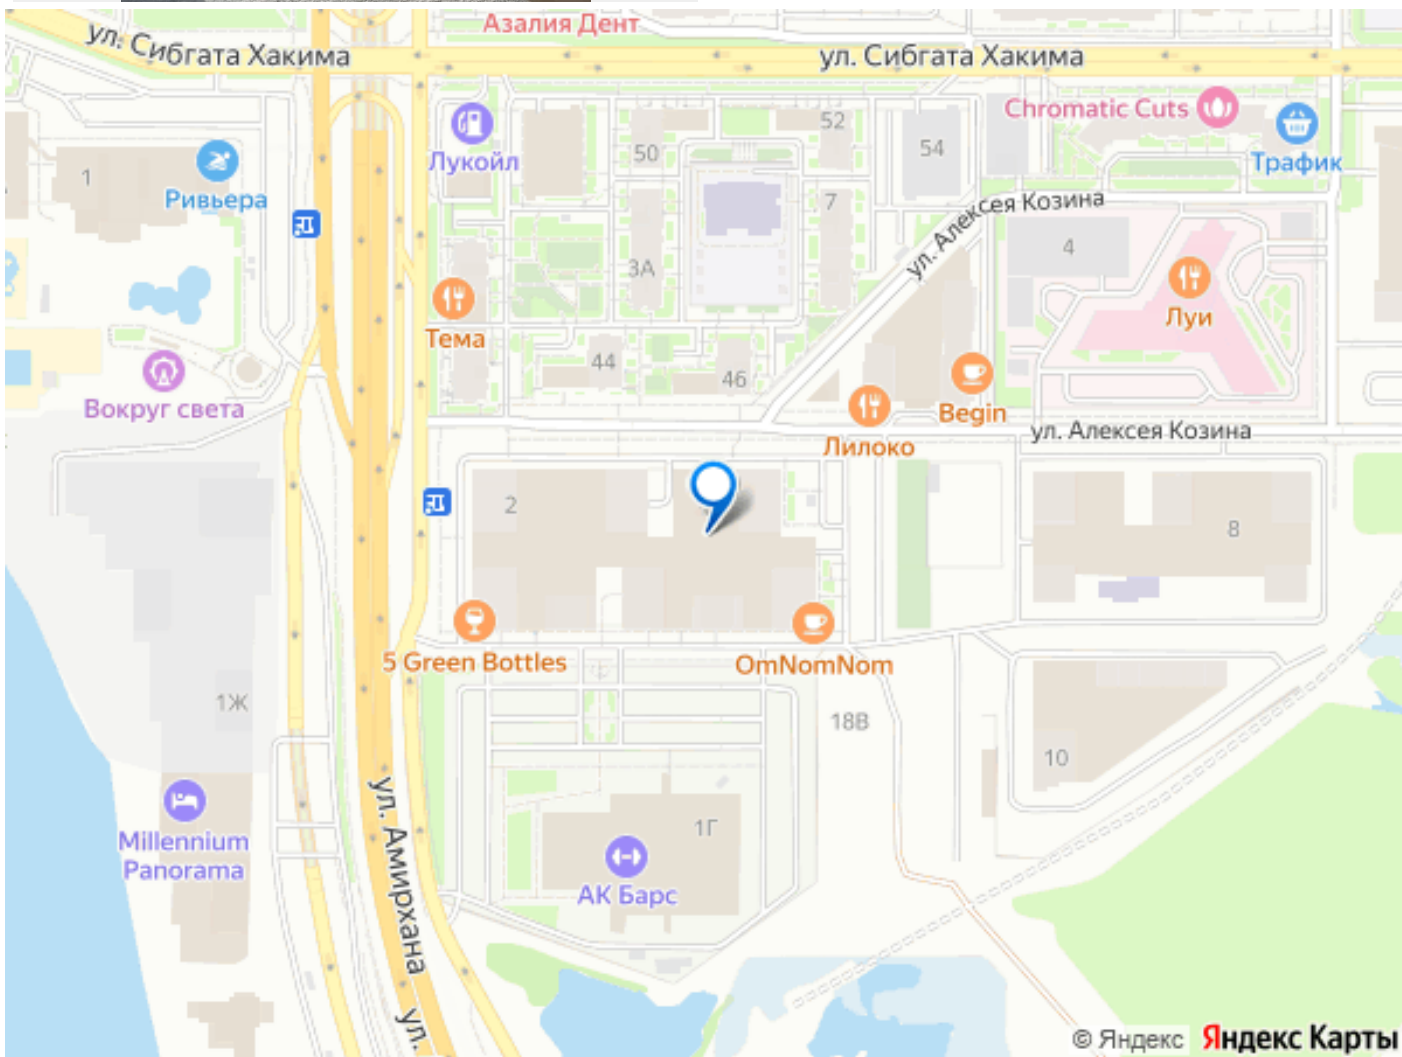 Азалия Дент
ул. Сибгата Хакима
ул. Сибгата Хакима
Chromatic Cuts
Лукойл
52
50
54
Трафик
1
Ривьера
7
ул. Алексея Козина
4
3А
Луи
Тема
44
46
Вокруг света
Begin
Лилоко
ул. Алексея Козина
2
8
5 Green Bottles
OmNomNom
1Ж
18В
10
Millennium
Panorama
1Г
АК Барс
ул. Амирхана
ул.
© Яндекс Яндекс Карты